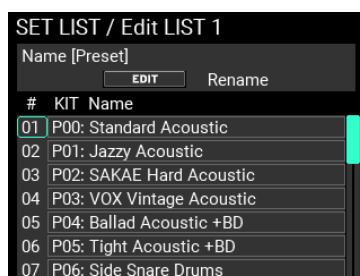 SET LIST / Edit LIST 1
Name [Preset]
EDIT Rename
# KIT Name
01 P00: Standard Acoustic
02 P01: Jazzy Acoustic
03 P02: SAKAE Hard Acoustic
04 P03: VOX Vintage Acoustic
05 P04: Ballad Acoustic +BD
06 P05: Tight Acoustic +BD
07 P06: Side Snare Drums